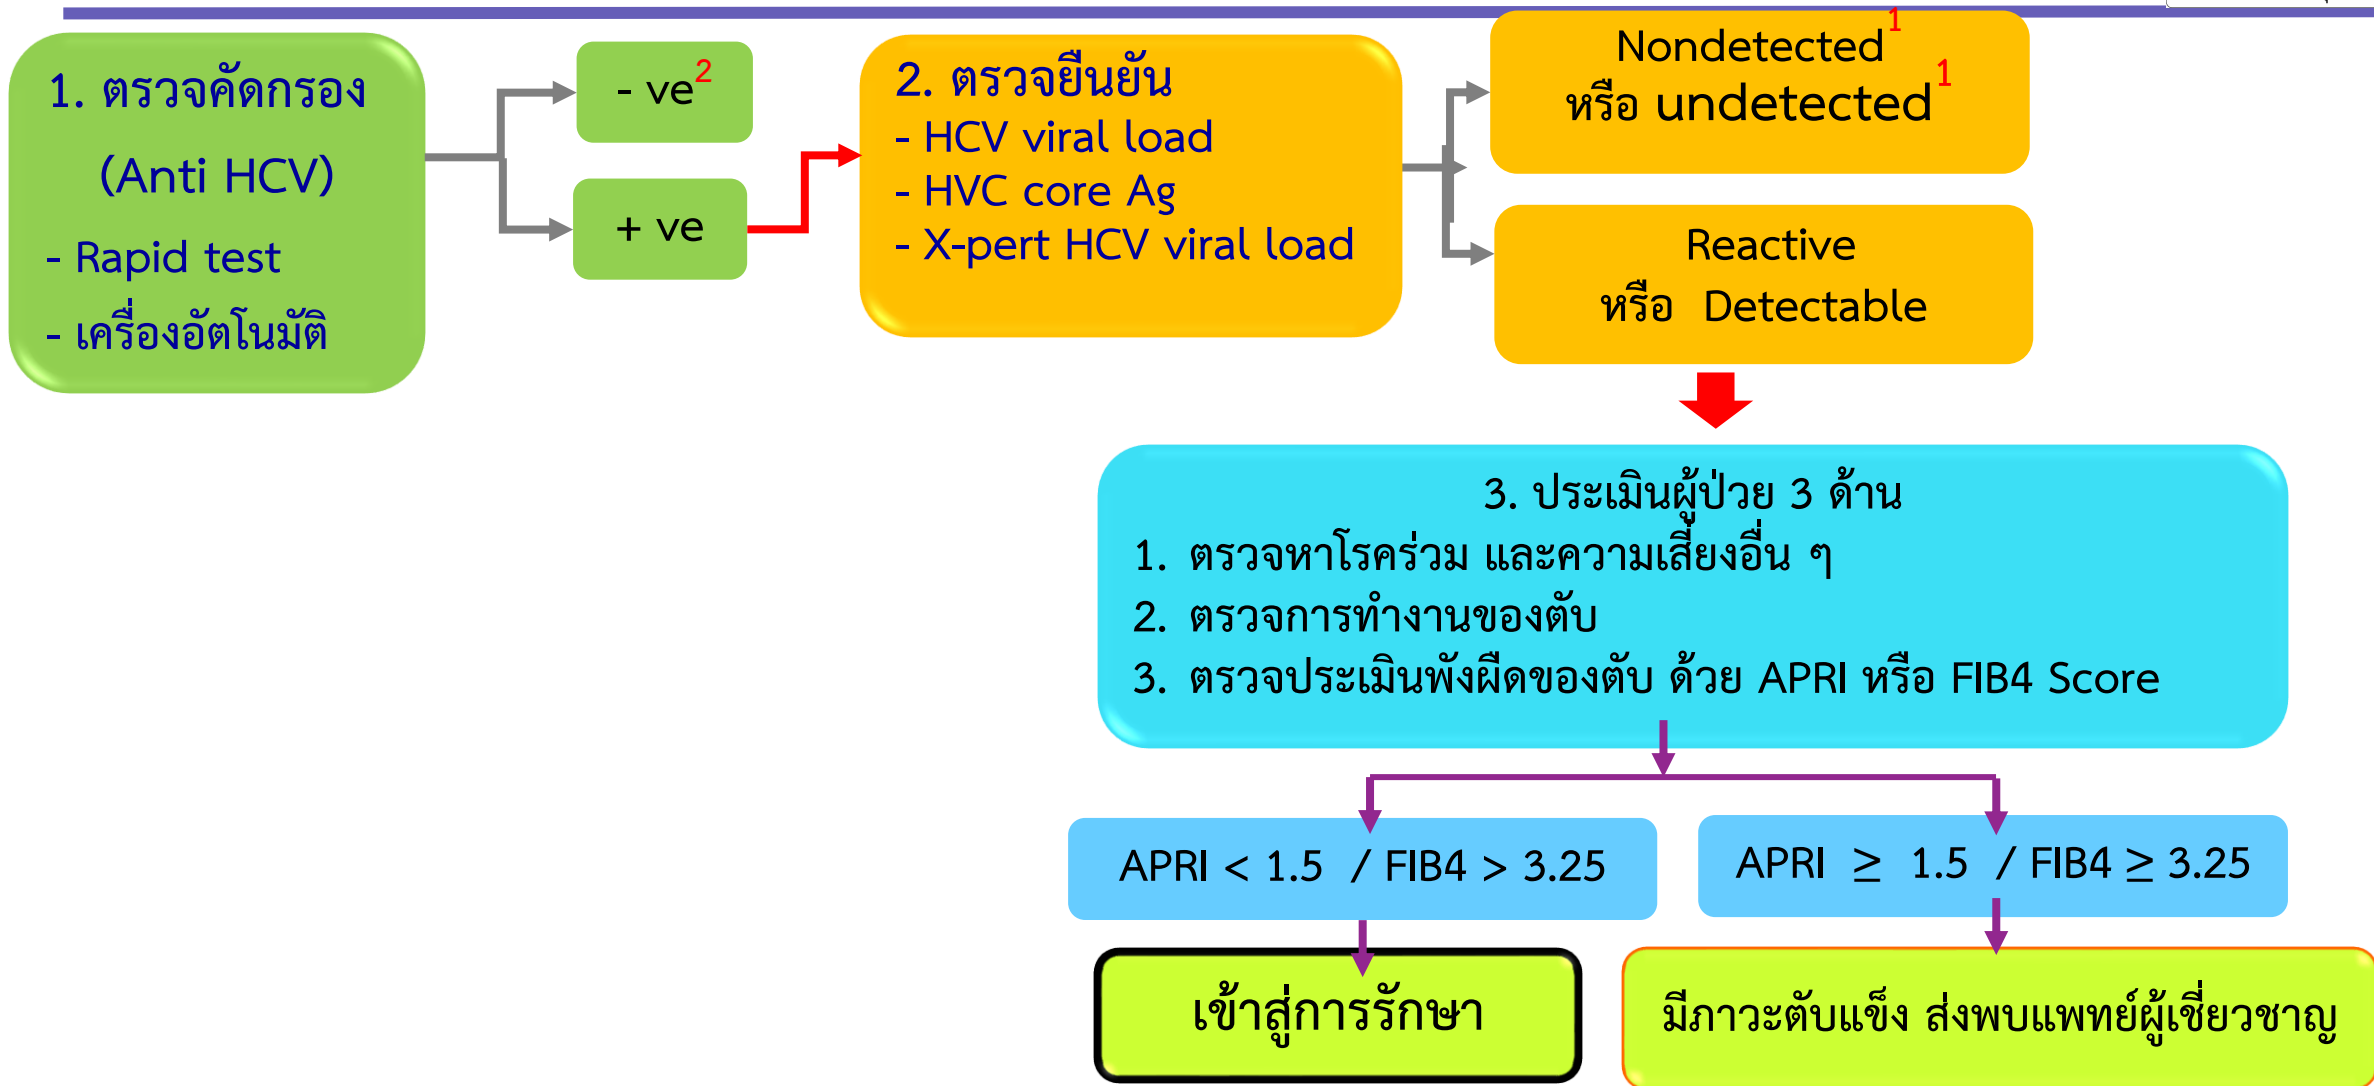 1. ตรวจคัดกรอง
(Anti HCV)
- Rapid test
- เครื่องอัตโนมัติ
- ve2
+ ve
2. ตรวจยืนยัน
- HCV viral load
- HVC core Ag
- X-pert HCV viral load
Nondetected1
หรือ undetected1
Reactive
หรือ Detectable
3. ประเมินผู้ป่วย 3 ด้าน
1. ตรวจหาโรคร่วม และความเสี่ยงอื่น ๆ
2. ตรวจการทำงานของตับ
3. ตรวจประเมินพังผืดของตับ ด้วย APRI หรือ FIB4 Score
APRI < 1.5 / FIB4 > 3.25
APRI ≥ 1.5 / FIB4 ≥ 3.25
เข้าสู่การรักษา
มีภาวะตับแข็ง ส่งพบแพทย์ผู้เชี่ยวชาญ